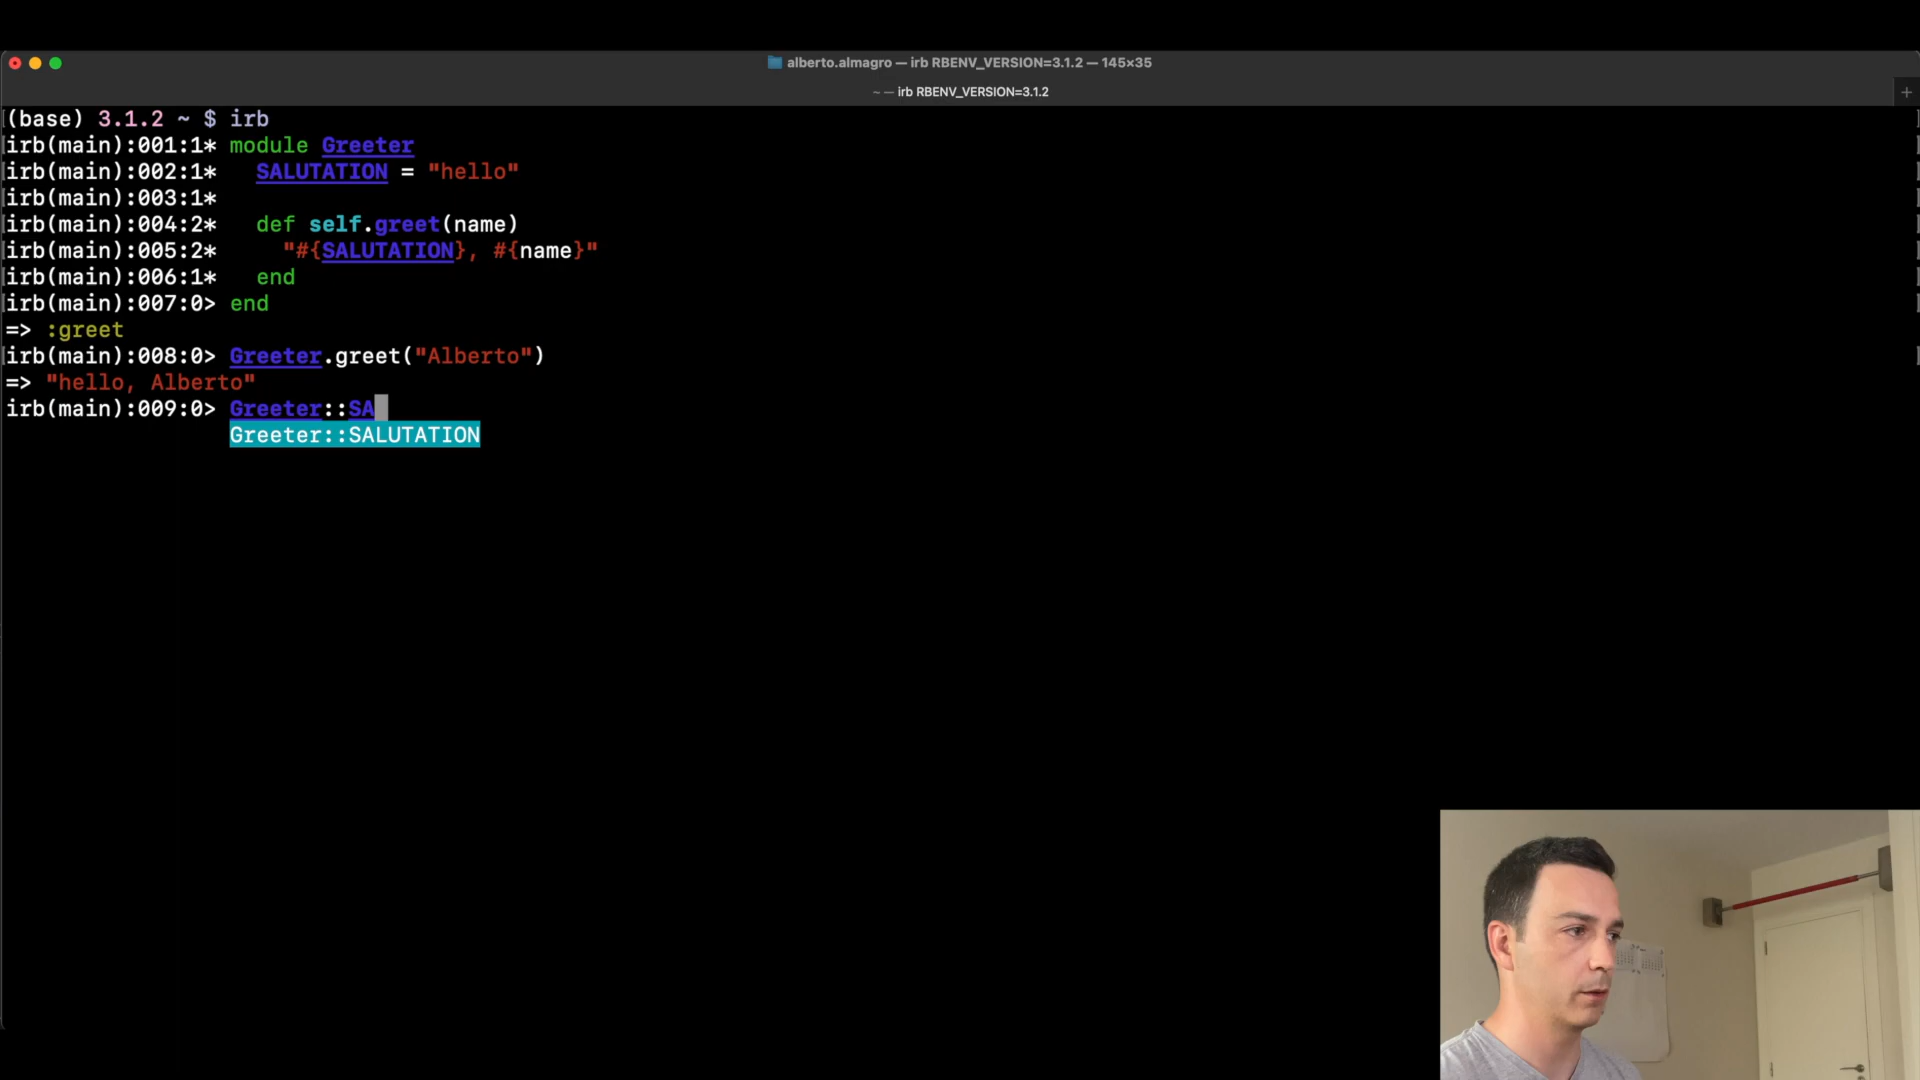 alberto.almagro — irb RBENV_VERSION=3.1.2 — 145×35
~ — irb RBENV_VERSION=3.1.2
(base) 3.1.2 ~ $ irb
irb(main):001:1* module Greeter
irb(main):002:1*   SALUTATION = "hello"
irb(main):003:1*
irb(main):004:2*   def self.greet(name)
irb(main):005:2*     "#{SALUTATION}, #{name}"
irb(main):006:1*   end
irb(main):007:0> end
=> :greet
irb(main):008:0> Greeter.greet("Alberto")
=> "hello, Alberto"
irb(main):009:0> Greeter::SA
Greeter::SALUTATION